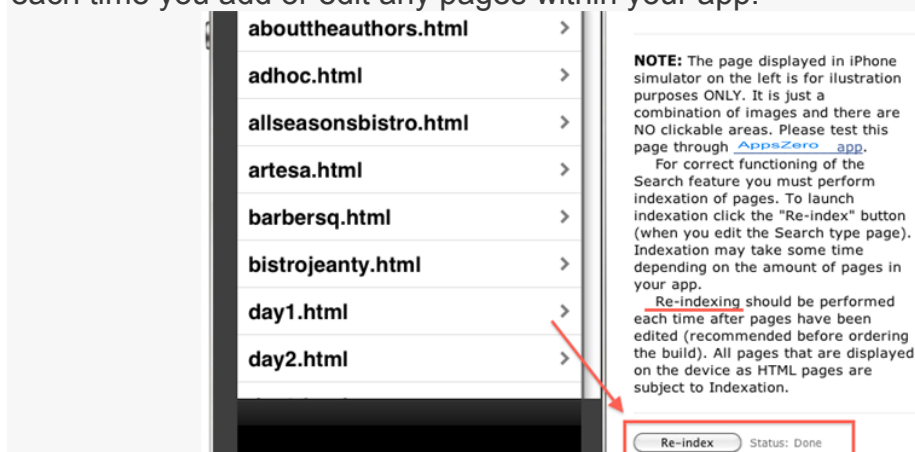 each time you add or edit any pages within your app.
abouttheauthors.html
adhoc.html
allseasonsbistro.html
artesa.html
barbersq.html
bistrojeanty.html
day1.html
day2.html
NOTE: The page displayed in iPhone
simulator on the left is for ilustration
purposes ONLY. It is just a
combination of images and there are
NO clickable areas. Please test this
page through AppsZero app.
For correct functioning of the
Search feature you must perform
indexation of pages. To launch
indexation click the "Re-index" button
(when you edit the Search type page).
Indexation may take some time
depending on the amount of pages in
your app.
Re-indexing should be performed
each time after pages have been
edited (recommended before ordering
the build). All pages that are displayed
on the device as HTML pages are
subject to Indexation.
Re-index Status: Done